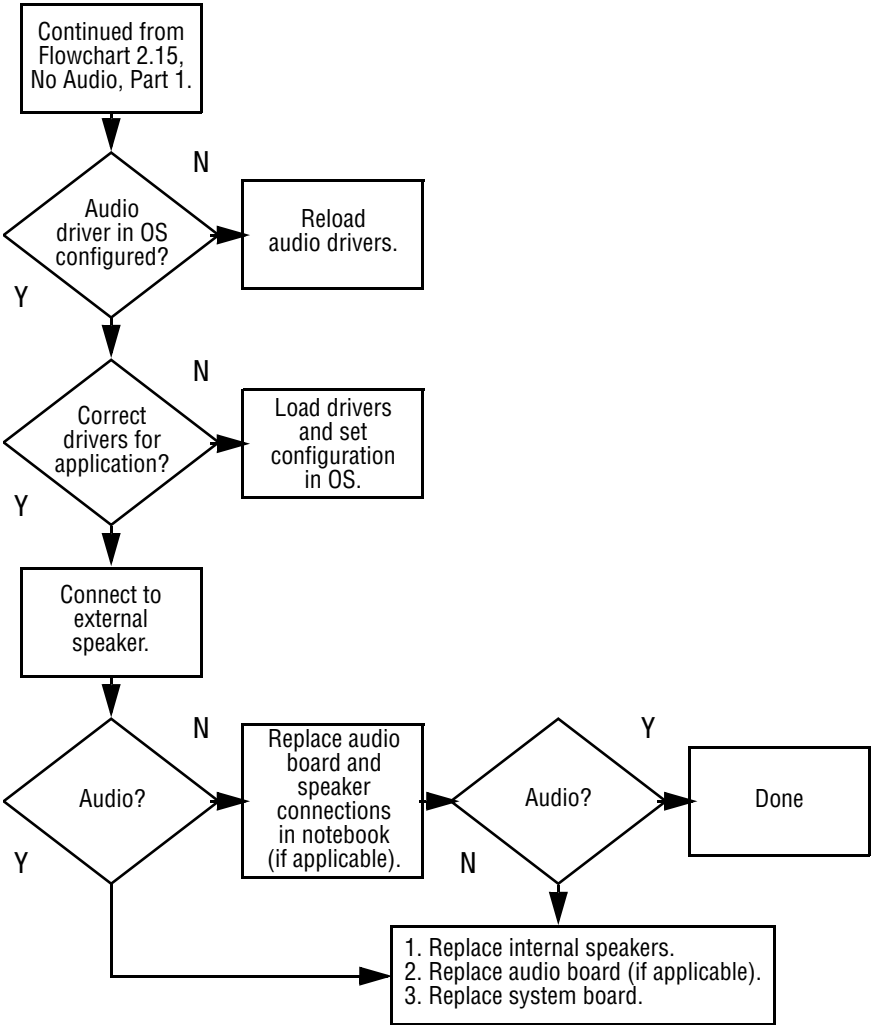 Continued from
Flowchart 2.15,
No Audio, Part 1.
N
Audio
driver in OS
configured?
Reload
audio drivers.
Y
N
Correct
drivers for
application?
Load drivers
and set
configuration
in OS.
Y
Connect to
external
speaker.
N
Audio?
Replace audio
board and
speaker
connections
in notebook
(if applicable).
Y
Audio?
Y
Done
N
1. Replace internal speakers.
2. Replace audio board (if applicable).
3. Replace system board.